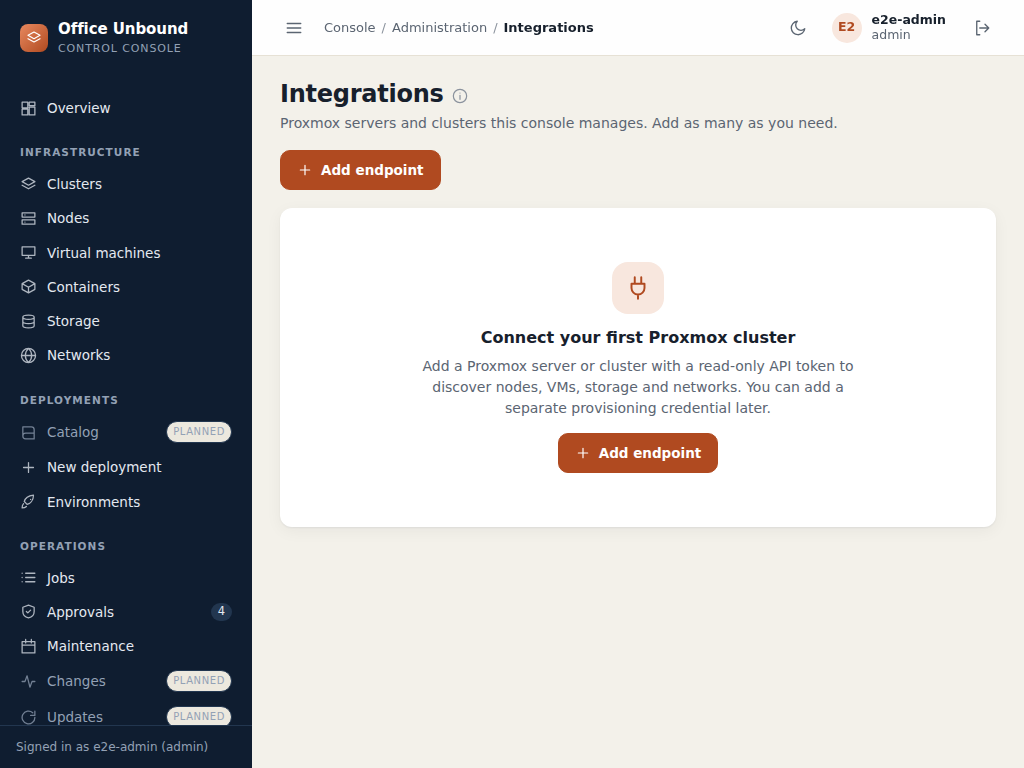 Office Unbound
CONTROL CONSOLE
Overview
INFRASTRUCTURE
Clusters
Nodes
Virtual machines
Containers
Storage
Networks
DEPLOYMENTS
Catalog PLANNED
New deployment
Environments
OPERATIONS
Jobs
Approvals 4
Maintenance
Changes PLANNED
Updates PLANNED
Signed in as e2e-admin (admin)
Console / Administration / Integrations
E2 e2e-admin
admin
Integrations
Proxmox servers and clusters this console manages. Add as many as you need.
Add endpoint
Connect your first Proxmox cluster
Add a Proxmox server or cluster with a read-only API token to
discover nodes, VMs, storage and networks. You can add a
separate provisioning credential later.
Add endpoint